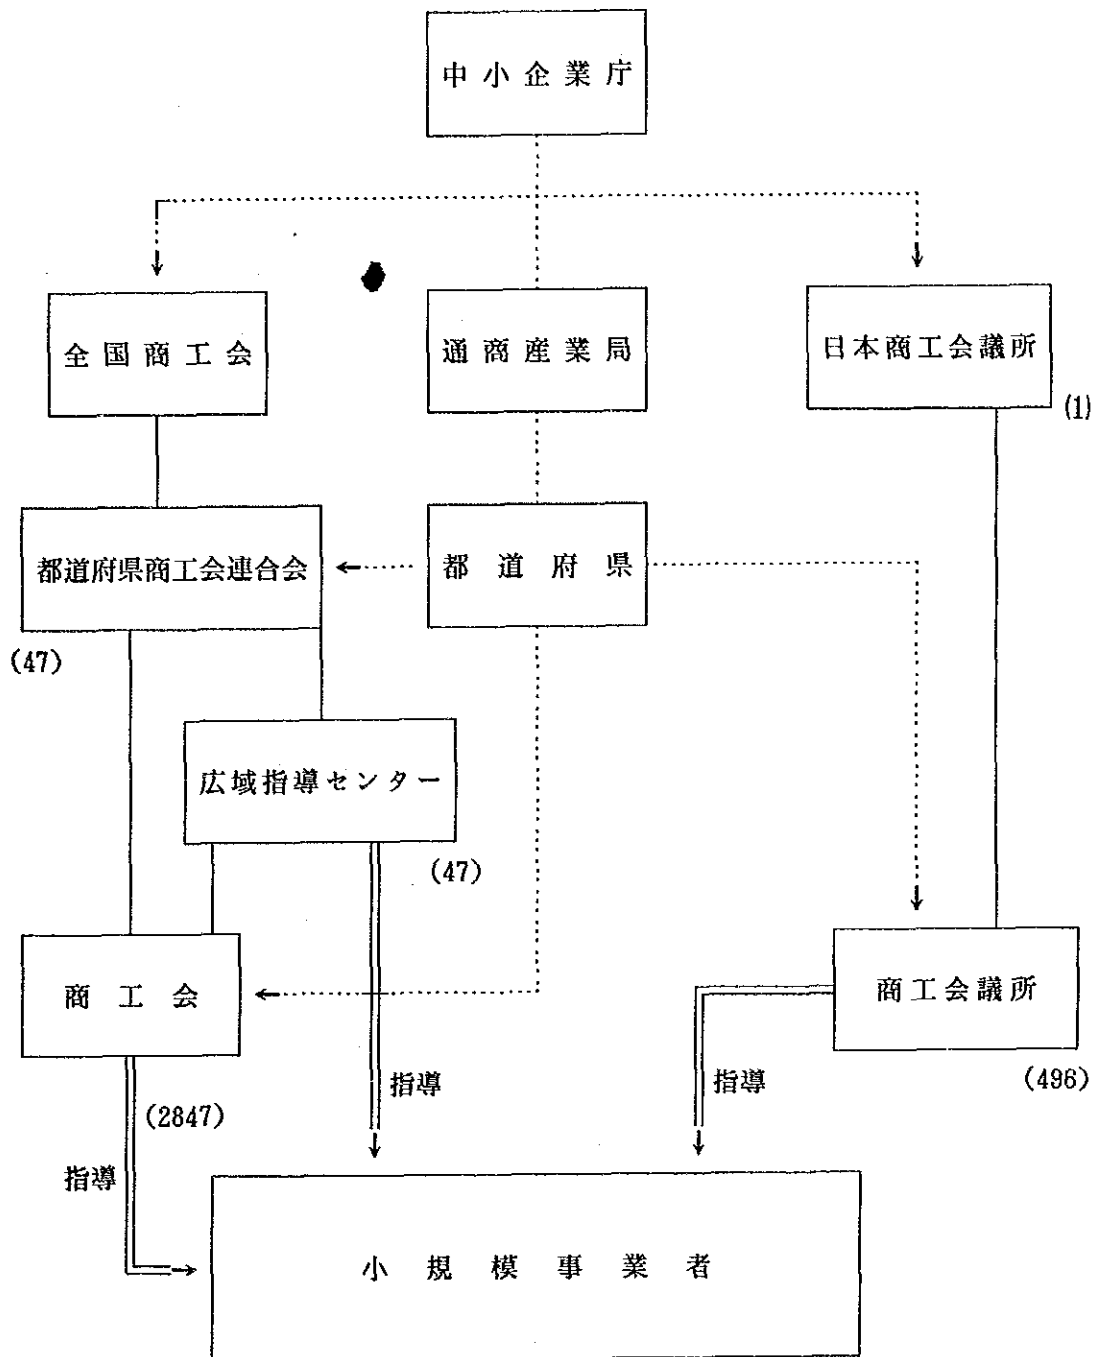 中小企業庁
全国商工会
通商産業局
日本商工会議所
(1)
都道府県商工会連合会
都道府県
(47)
広域指導センター
(47)
商工会
商工会議所
(496)
指導
指導
(2847)
指導
小規模事業者